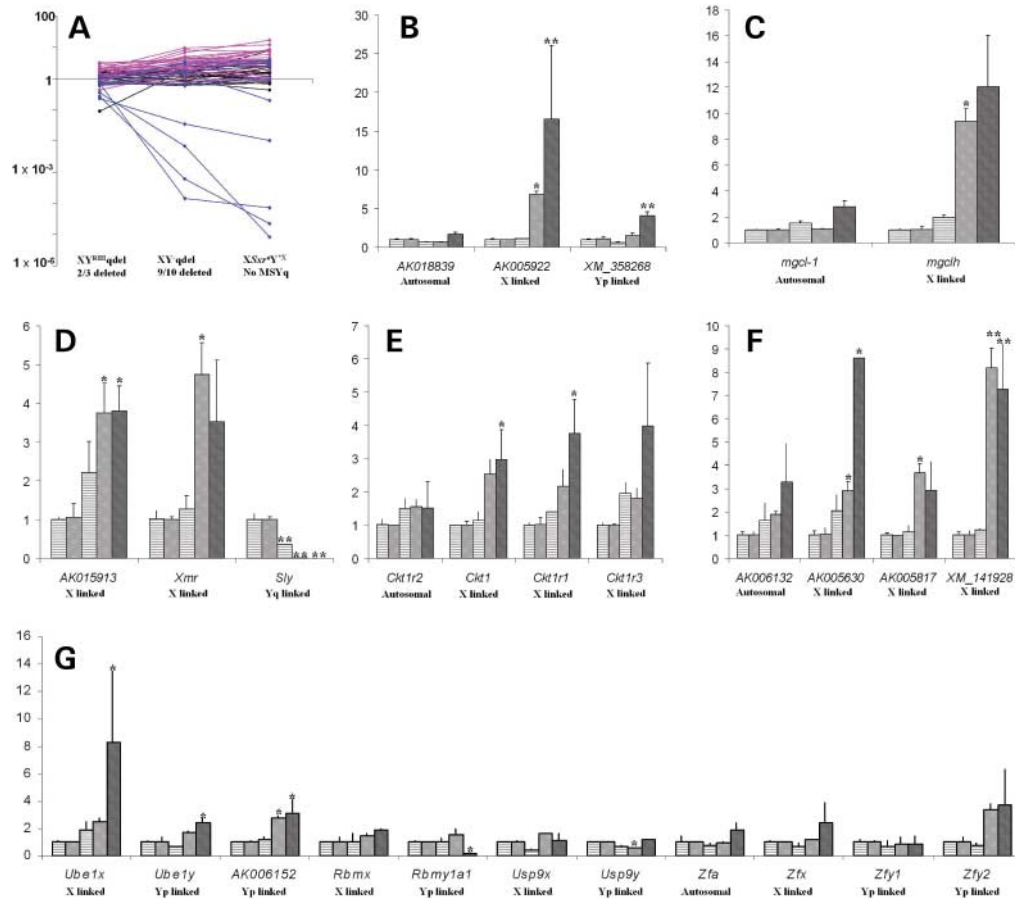 A
100
1
1 x 10⁻³
1 x 10⁻⁶
XYRIIIqdel XY qdel XSxrᵃY*ˣ
2/3 deleted 9/10 deleted No MSYq
B
30
25
20
15
10
5
0
* ** **
AK018839 AK005922 XM_358268
Autosomal X linked Yp linked
C
18
16
14
12
10
8
6
4
2
0
*
mgcl-1 mgclh
Autosomal X linked
D
6
5
4
3
2
1
0
* * * ** ** **
AK015913 Xmr Sly
X linked X linked Yq linked
E
7
6
5
4
3
2
1
0
* *
Ckt1r2 Ckt1 Ckt1r1 Ckt1r3
Autosomal X linked X linked X linked
F
10
9
8
7
6
5
4
3
2
1
0
* * * ** **
AK006132 AK005630 AK005817 XM_141928
Autosomal X linked X linked X linked
G
16
14
12
10
8
6
4
2
0
* * * * * *
Ube1x Ube1y AK006152 Rbmx Rbmy1a1 Usp9x Usp9y Zfa Zfx Zfy1 Zfy2
X linked Yp linked Yp linked X linked Yp linked X linked Yp linked Autosomal X linked Yp linked Yp linked